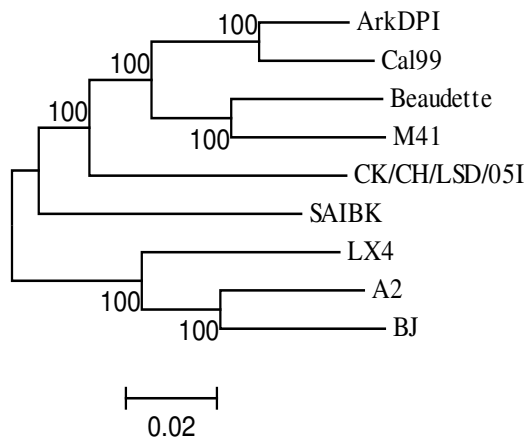 100 ArkDPI
100 Cal99
100 Beaudette
100 M41
CK/CH/LSD/05I
SAIBK
LX4
100 A2
100 BJ
0.02